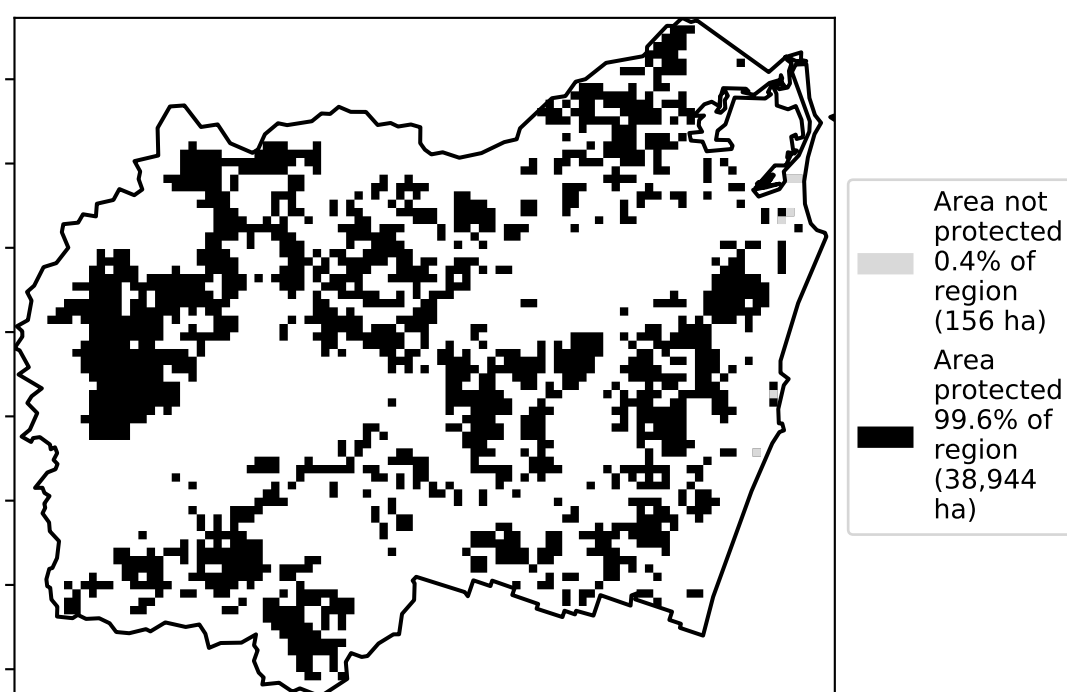 Area not
protected
0.4% of
region
(156 ha)
Area
protected
99.6% of
region
(38,944
ha)